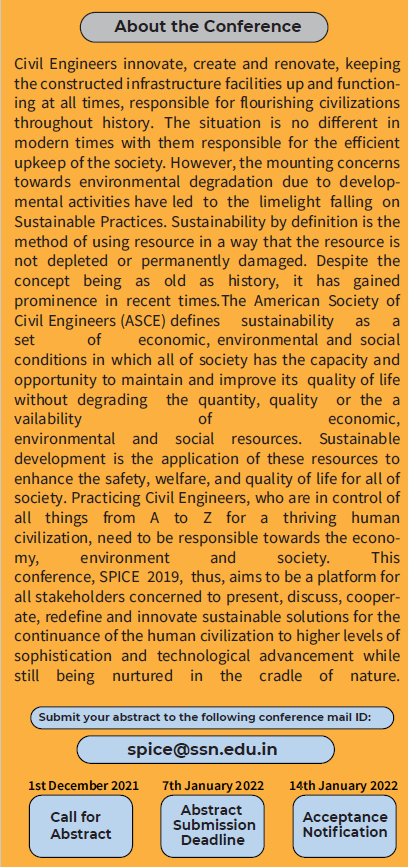 About the Conference
Civil Engineers innovate, create and renovate, keeping
the constructed infrastructure facilities up and function-
ing at all times, responsible for flourishing civilizations
throughout history. The situation is no different in
modern times with them responsible for the efficient
upkeep of the society. However, the mounting concerns
towards environmental degradation due to develop-
mental activities have led to the limelight falling on
Sustainable Practices. Sustainability by definition is the
method of using resource in a way that the resource is
not depleted or permanently damaged. Despite the
concept being as old as history, it has gained
prominence in recent times.The American Society of
Civil Engineers (ASCE) defines sustainability as a
set of economic, environmental and social
conditions in which all of society has the capacity and
opportunity to maintain and improve its quality of life
without degrading the quantity, quality or the a
vailability of economic,
environmental and social resources. Sustainable
development is the application of these resources to
enhance the safety, welfare, and quality of life for all of
society. Practicing Civil Engineers, who are in control of
all things from A to Z for a thriving human
civilization, need to be responsible towards the econo-
my, environment and society. This
conference, SPICE 2019, thus, aims to be a platform for
all stakeholders concerned to present, discuss, cooper-
ate, redefine and innovate sustainable solutions for the
continuance of the human civilization to higher levels of
sophistication and technological advancement while
still being nurtured in the cradle of nature.
Submit your abstract to the following conference mail ID:
spice@ssn.edu.in
1st December 2021 7th January 2022 14th January 2022
Call for
Abstract
Abstract
Submission
Deadline
Acceptance
Notification